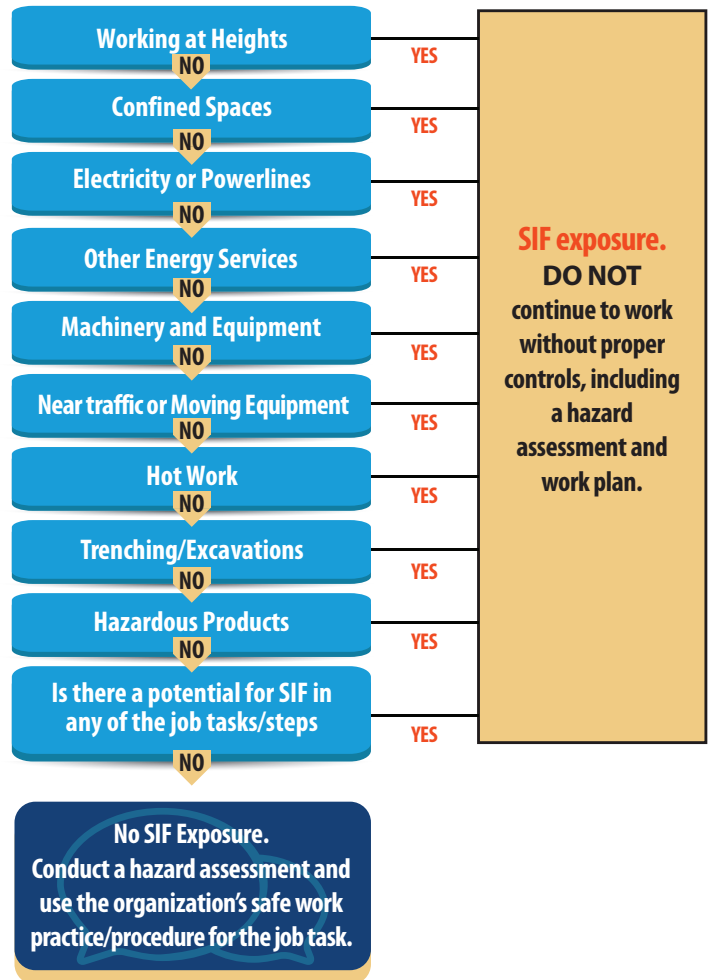 Working at Heights
YES
NO
Confined Spaces
YES
NO
Electricity or Powerlines
YES
NO
Other Energy Services
YES
NO
Machinery and Equipment
YES
NO
Near traffic or Moving Equipment
YES
NO
Hot Work
YES
NO
Trenching/Excavations
YES
NO
Hazardous Products
YES
NO
Is there a potential for SIF in
any of the job tasks/steps
YES
NO
SIF exposure.
DO NOT
continue to work
without proper
controls, including
a hazard
assessment and
work plan.
No SIF Exposure.
Conduct a hazard assessment and
use the organization's safe work
practice/procedure for the job task.